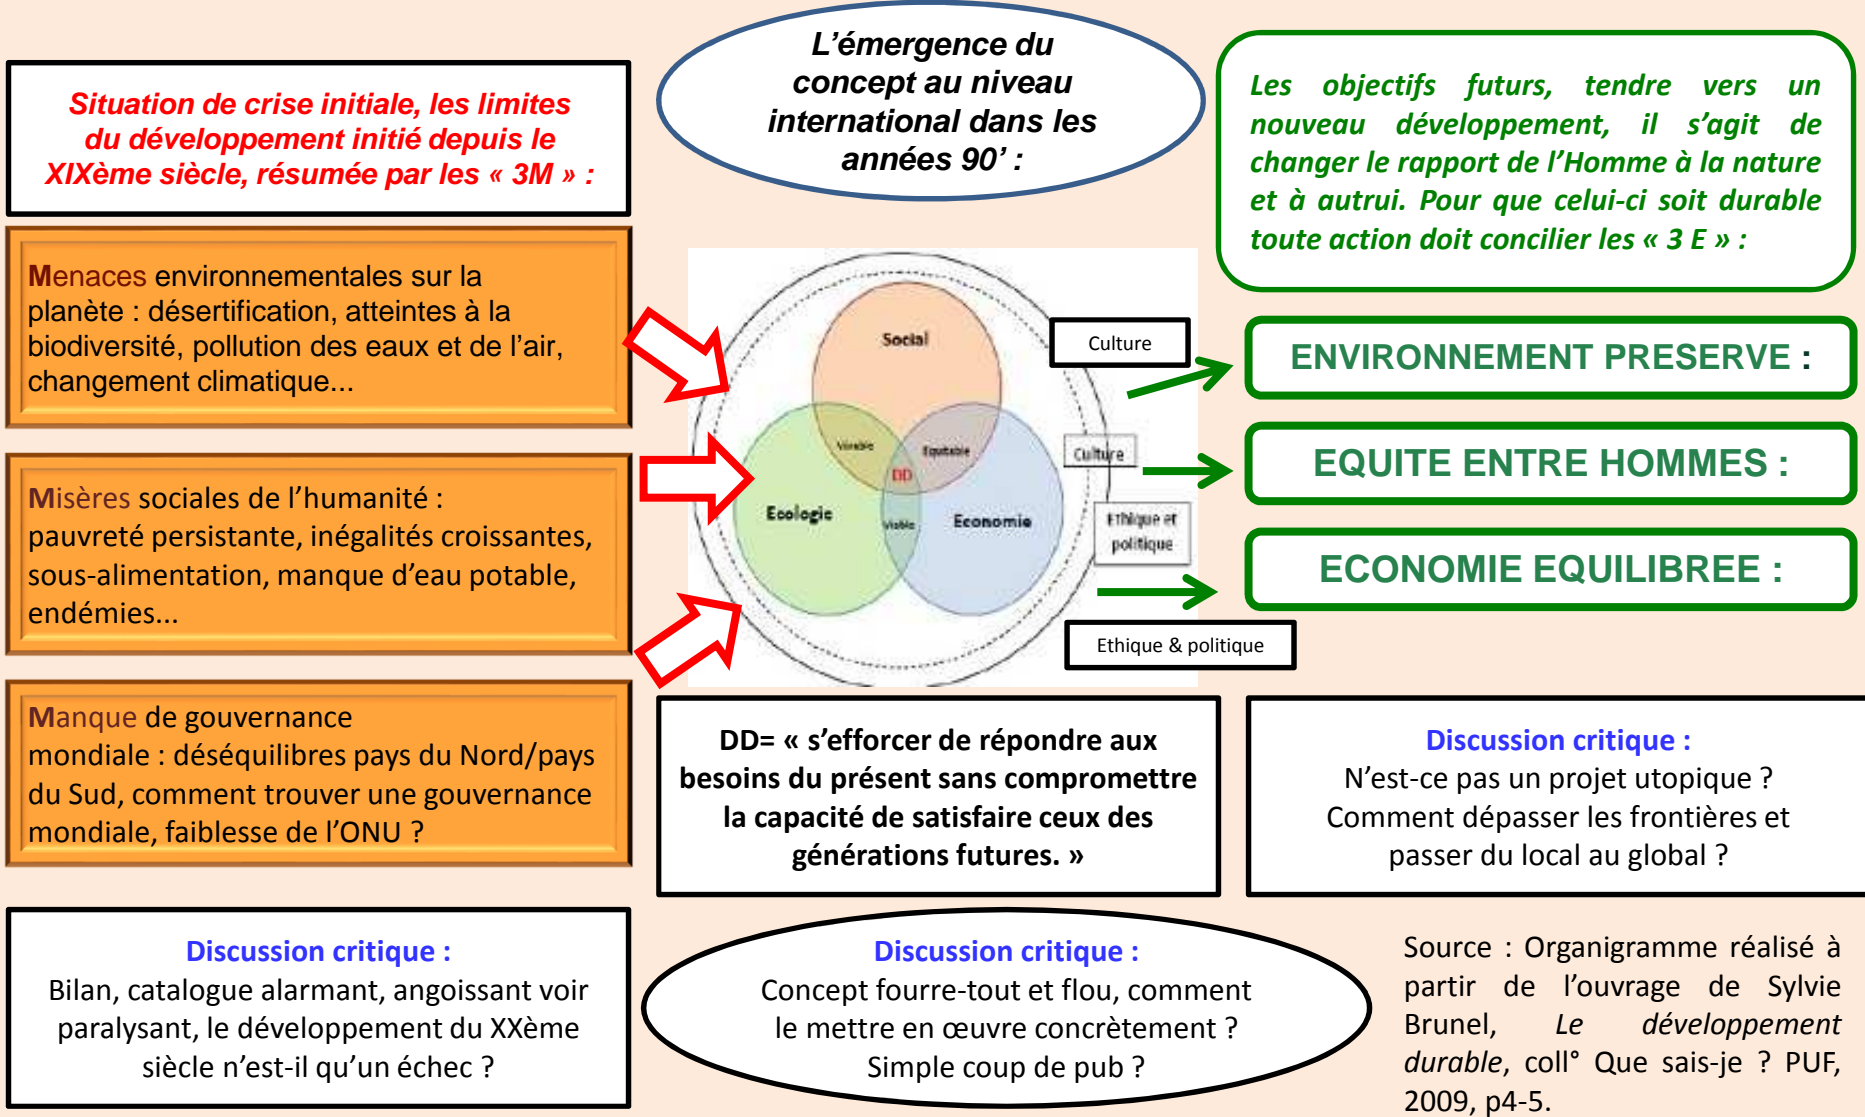 Situation de crise initiale, les limites
du développement initié depuis le
XIXème siècle, résumée par les « 3M » :
Menaces environnementales sur la
planète : désertification, atteintes à la
biodiversité, pollution des eaux et de l’air,
changement climatique...
Misères sociales de l’humanité :
pauvreté persistante, inégalités croissantes,
sous-alimentation, manque d’eau potable,
endémies...
Manque de gouvernance
mondiale : déséquilibres pays du Nord/pays
du Sud, comment trouver une gouvernance
mondiale, faiblesse de l’ONU ?
Discussion critique :
Bilan, catalogue alarmant, angoissant voir
paralysant, le développement du XXème
siècle n’est-il qu’un échec ?
L’émergence du
concept au niveau
international dans les
années 90’ :
Social
Vivable
Equitable
DD
Ecologie
Viable
Economie
Culture
Culture
Ethique et
politique
Ethique & politique
DD= « s’efforcer de répondre aux
besoins du présent sans compromettre
la capacité de satisfaire ceux des
générations futures. »
Discussion critique :
Concept fourre-tout et flou, comment
le mettre en œuvre concrètement ?
Simple coup de pub ?
Les objectifs futurs, tendre vers un
nouveau développement, il s’agit de
changer le rapport de l’Homme à la nature
et à autrui. Pour que celui-ci soit durable
toute action doit concilier les « 3 E » :
ENVIRONNEMENT PRESERVE :
EQUITE ENTRE HOMMES :
ECONOMIE EQUILIBREE :
Discussion critique :
N’est-ce pas un projet utopique ?
Comment dépasser les frontières et
passer du local au global ?
Source : Organigramme réalisé à
partir de l’ouvrage de Sylvie
Brunel, Le développement
durable, coll° Que sais-je ? PUF,
2009, p4-5.